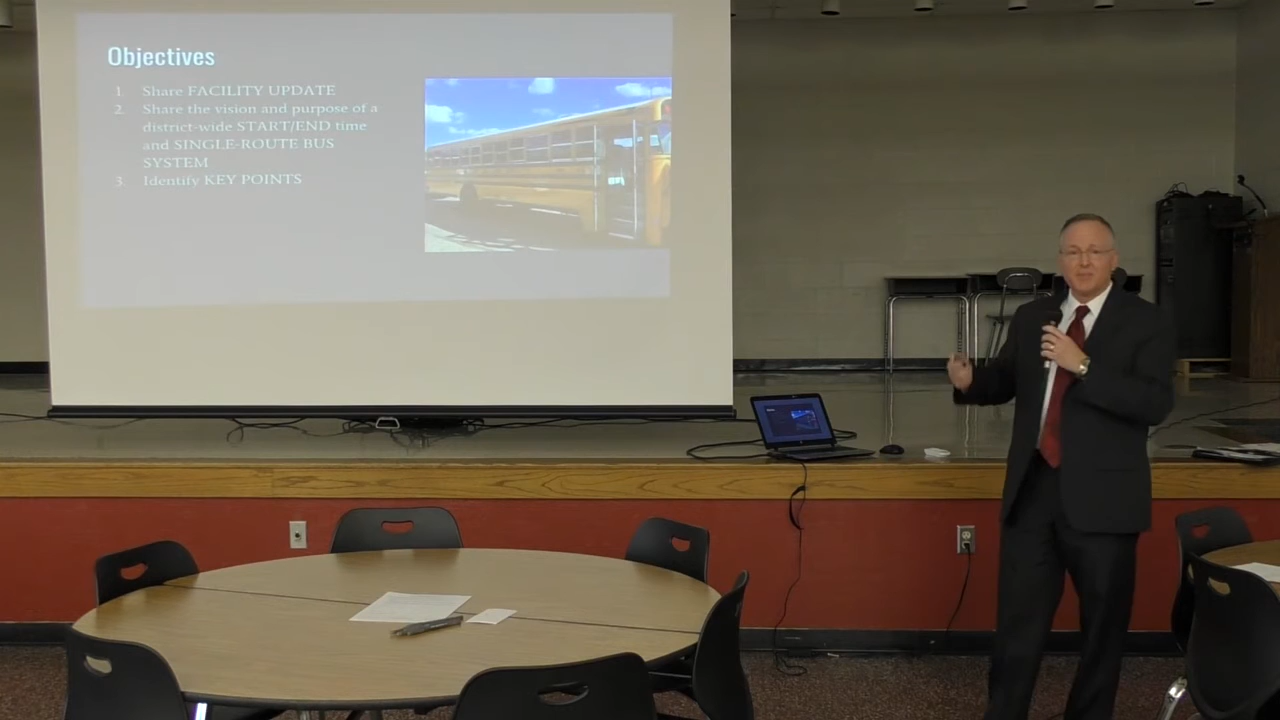 Objectives
1. Share FACILITY UPDATE
2. Share the vision and purpose of a
district-wide START/END time
and SINGLE-ROUTE BUS
SYSTEM
3. Identify KEY POINTS